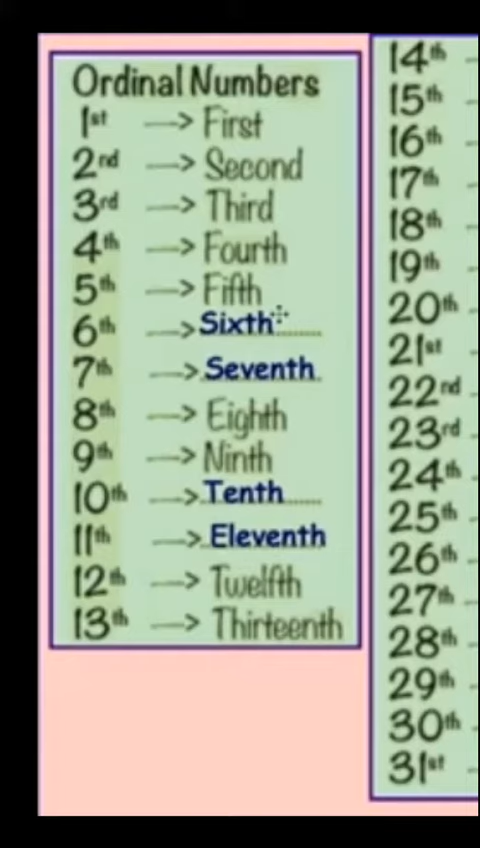 Ordinal Numbers
1st —> First
2nd —> Second
3rd —> Third
4th —> Fourth
5th —> Fifth
6th —> Sixth
7th —> Seventh
8th —> Eighth
9th —> Ninth
10th —> Tenth
11th —> Eleventh
12th —> Twelfth
13th —> Thirteenth
14th
15th
16th
17th
18th
19th
20th
21st
22nd
23rd
24th
25th
26th
27th
28th
29th
30th
31st